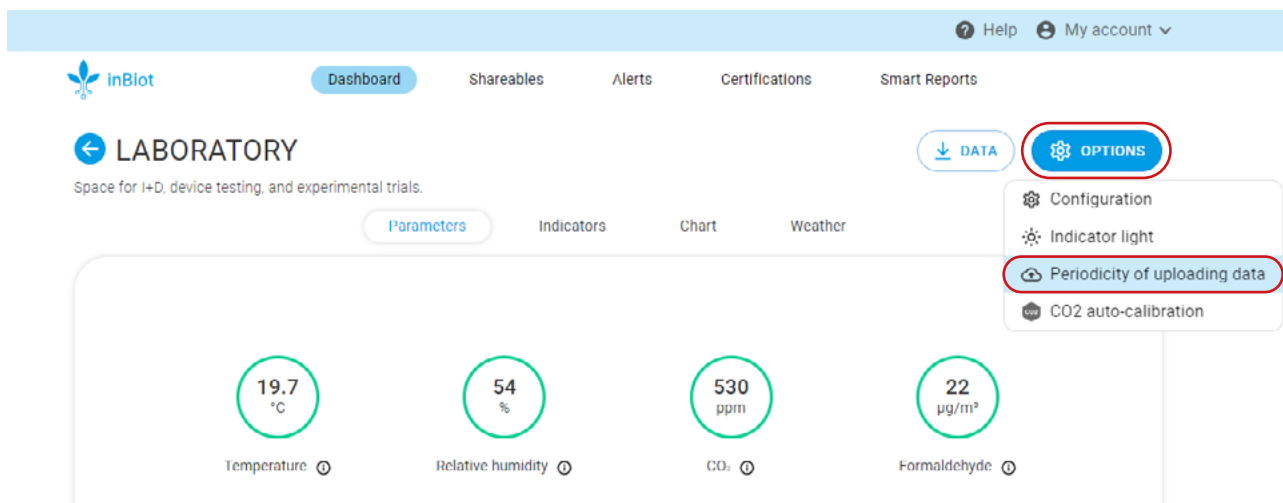 Help My account
inBiot Dashboard Shareables Alerts Certifications Smart Reports
LABORATORY DATA OPTIONS
Space for I+D, device testing, and experimental trials.
Configuration
Parameters Indicators Chart Weather
Indicator light
Periodicity of uploading data
CO2 CO2 auto-calibration
19.7 54 530 22
°C % ppm µg/m³
Temperature Relative humidity CO₂ Formaldehyde